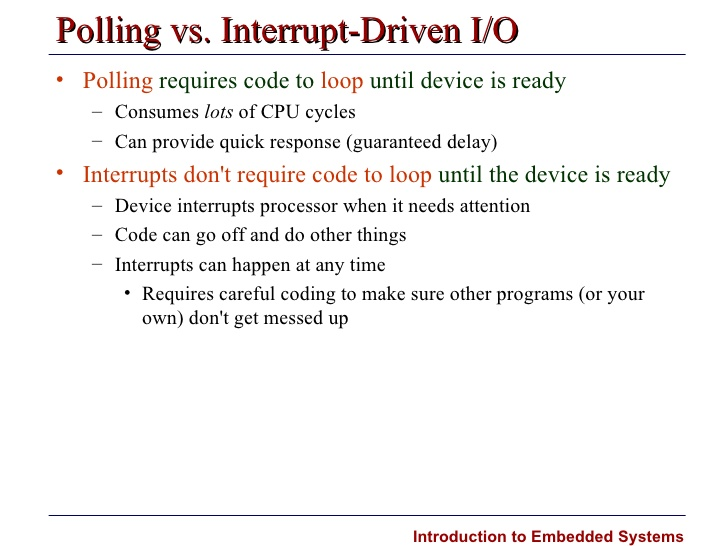 Polling vs. Interrupt-Driven I/O
• Polling requires code to loop until device is ready
– Consumes lots of CPU cycles
– Can provide quick response (guaranteed delay)
• Interrupts don't require code to loop until the device is ready
– Device interrupts processor when it needs attention
– Code can go off and do other things
– Interrupts can happen at any time
• Requires careful coding to make sure other programs (or your
own) don't get messed up
Introduction to Embedded Systems